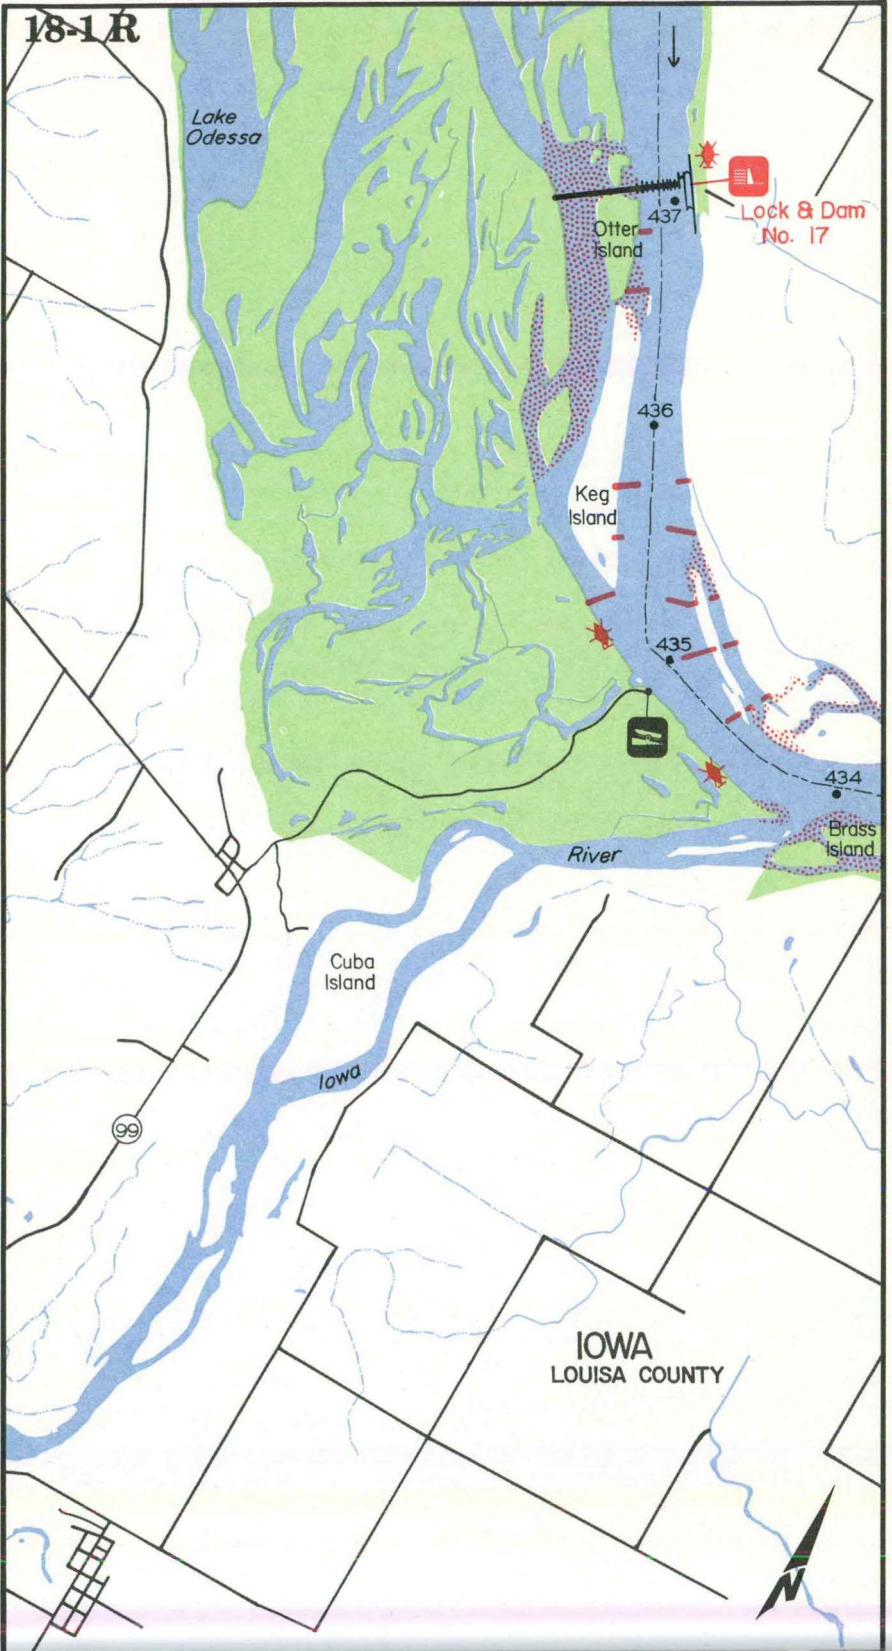 18-1 R
Lake
Odessa
437
Lock & Dam
No. 17
Otter
Island
436
Keg
Island
435
434
Brass
Island
River
Cuba
Island
Iowa
99
IOWA
LOUISA COUNTY
N